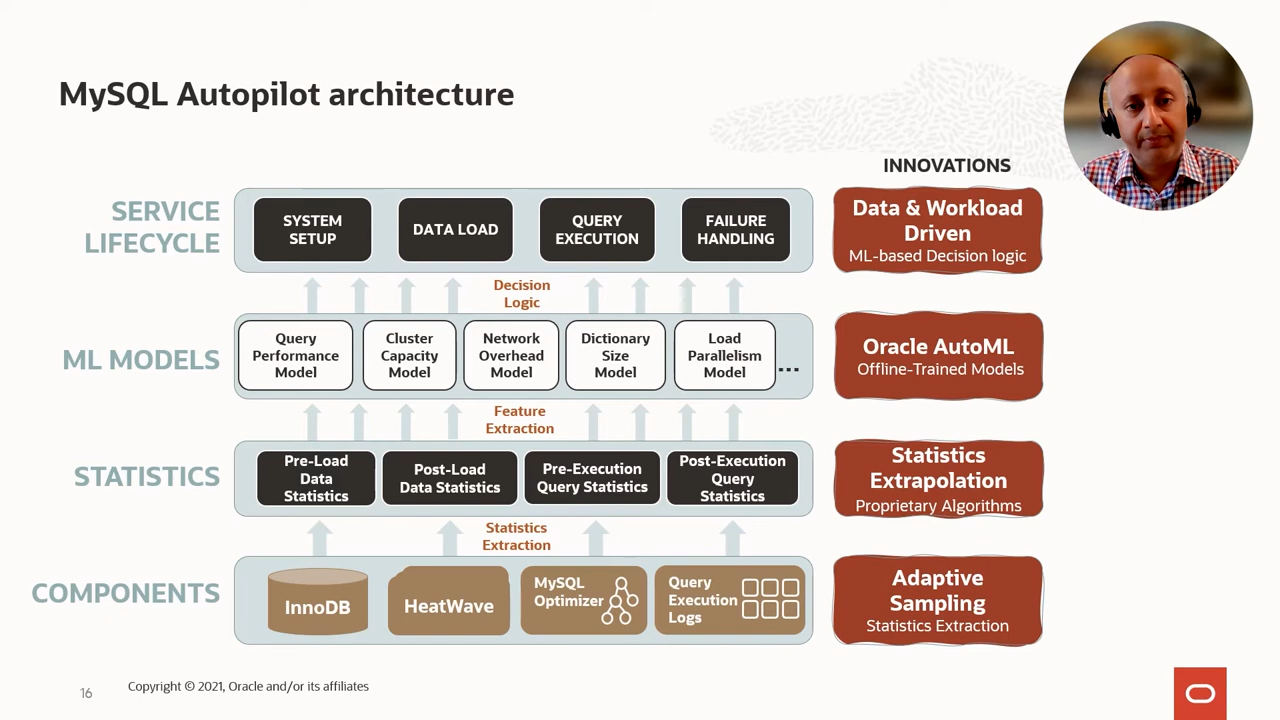 MySQL Autopilot architecture
INNOVATIONS
SERVICE
LIFECYCLE
SYSTEM
SETUP
DATA LOAD
QUERY
EXECUTION
FAILURE
HANDLING
Data & Workload
Driven
ML-based Decision logic
Decision
Logic
ML MODELS
Query
Performance
Model
Cluster
Capacity
Model
Network
Overhead
Model
Dictionary
Size
Model
Load
Parallelism
Model
...
Oracle AutoML
Offline-Trained Models
Feature
Extraction
STATISTICS
Pre-Load
Data
Statistics
Post-Load
Data Statistics
Pre-Execution
Query Statistics
Post-Execution
Query
Statistics
Statistics
Extrapolation
Proprietary Algorithms
Statistics
Extraction
COMPONENTS
InnoDB
HeatWave
MySQL
Optimizer
Query
Execution
Logs
Adaptive
Sampling
Statistics Extraction
16
Copyright © 2021, Oracle and/or its affiliates